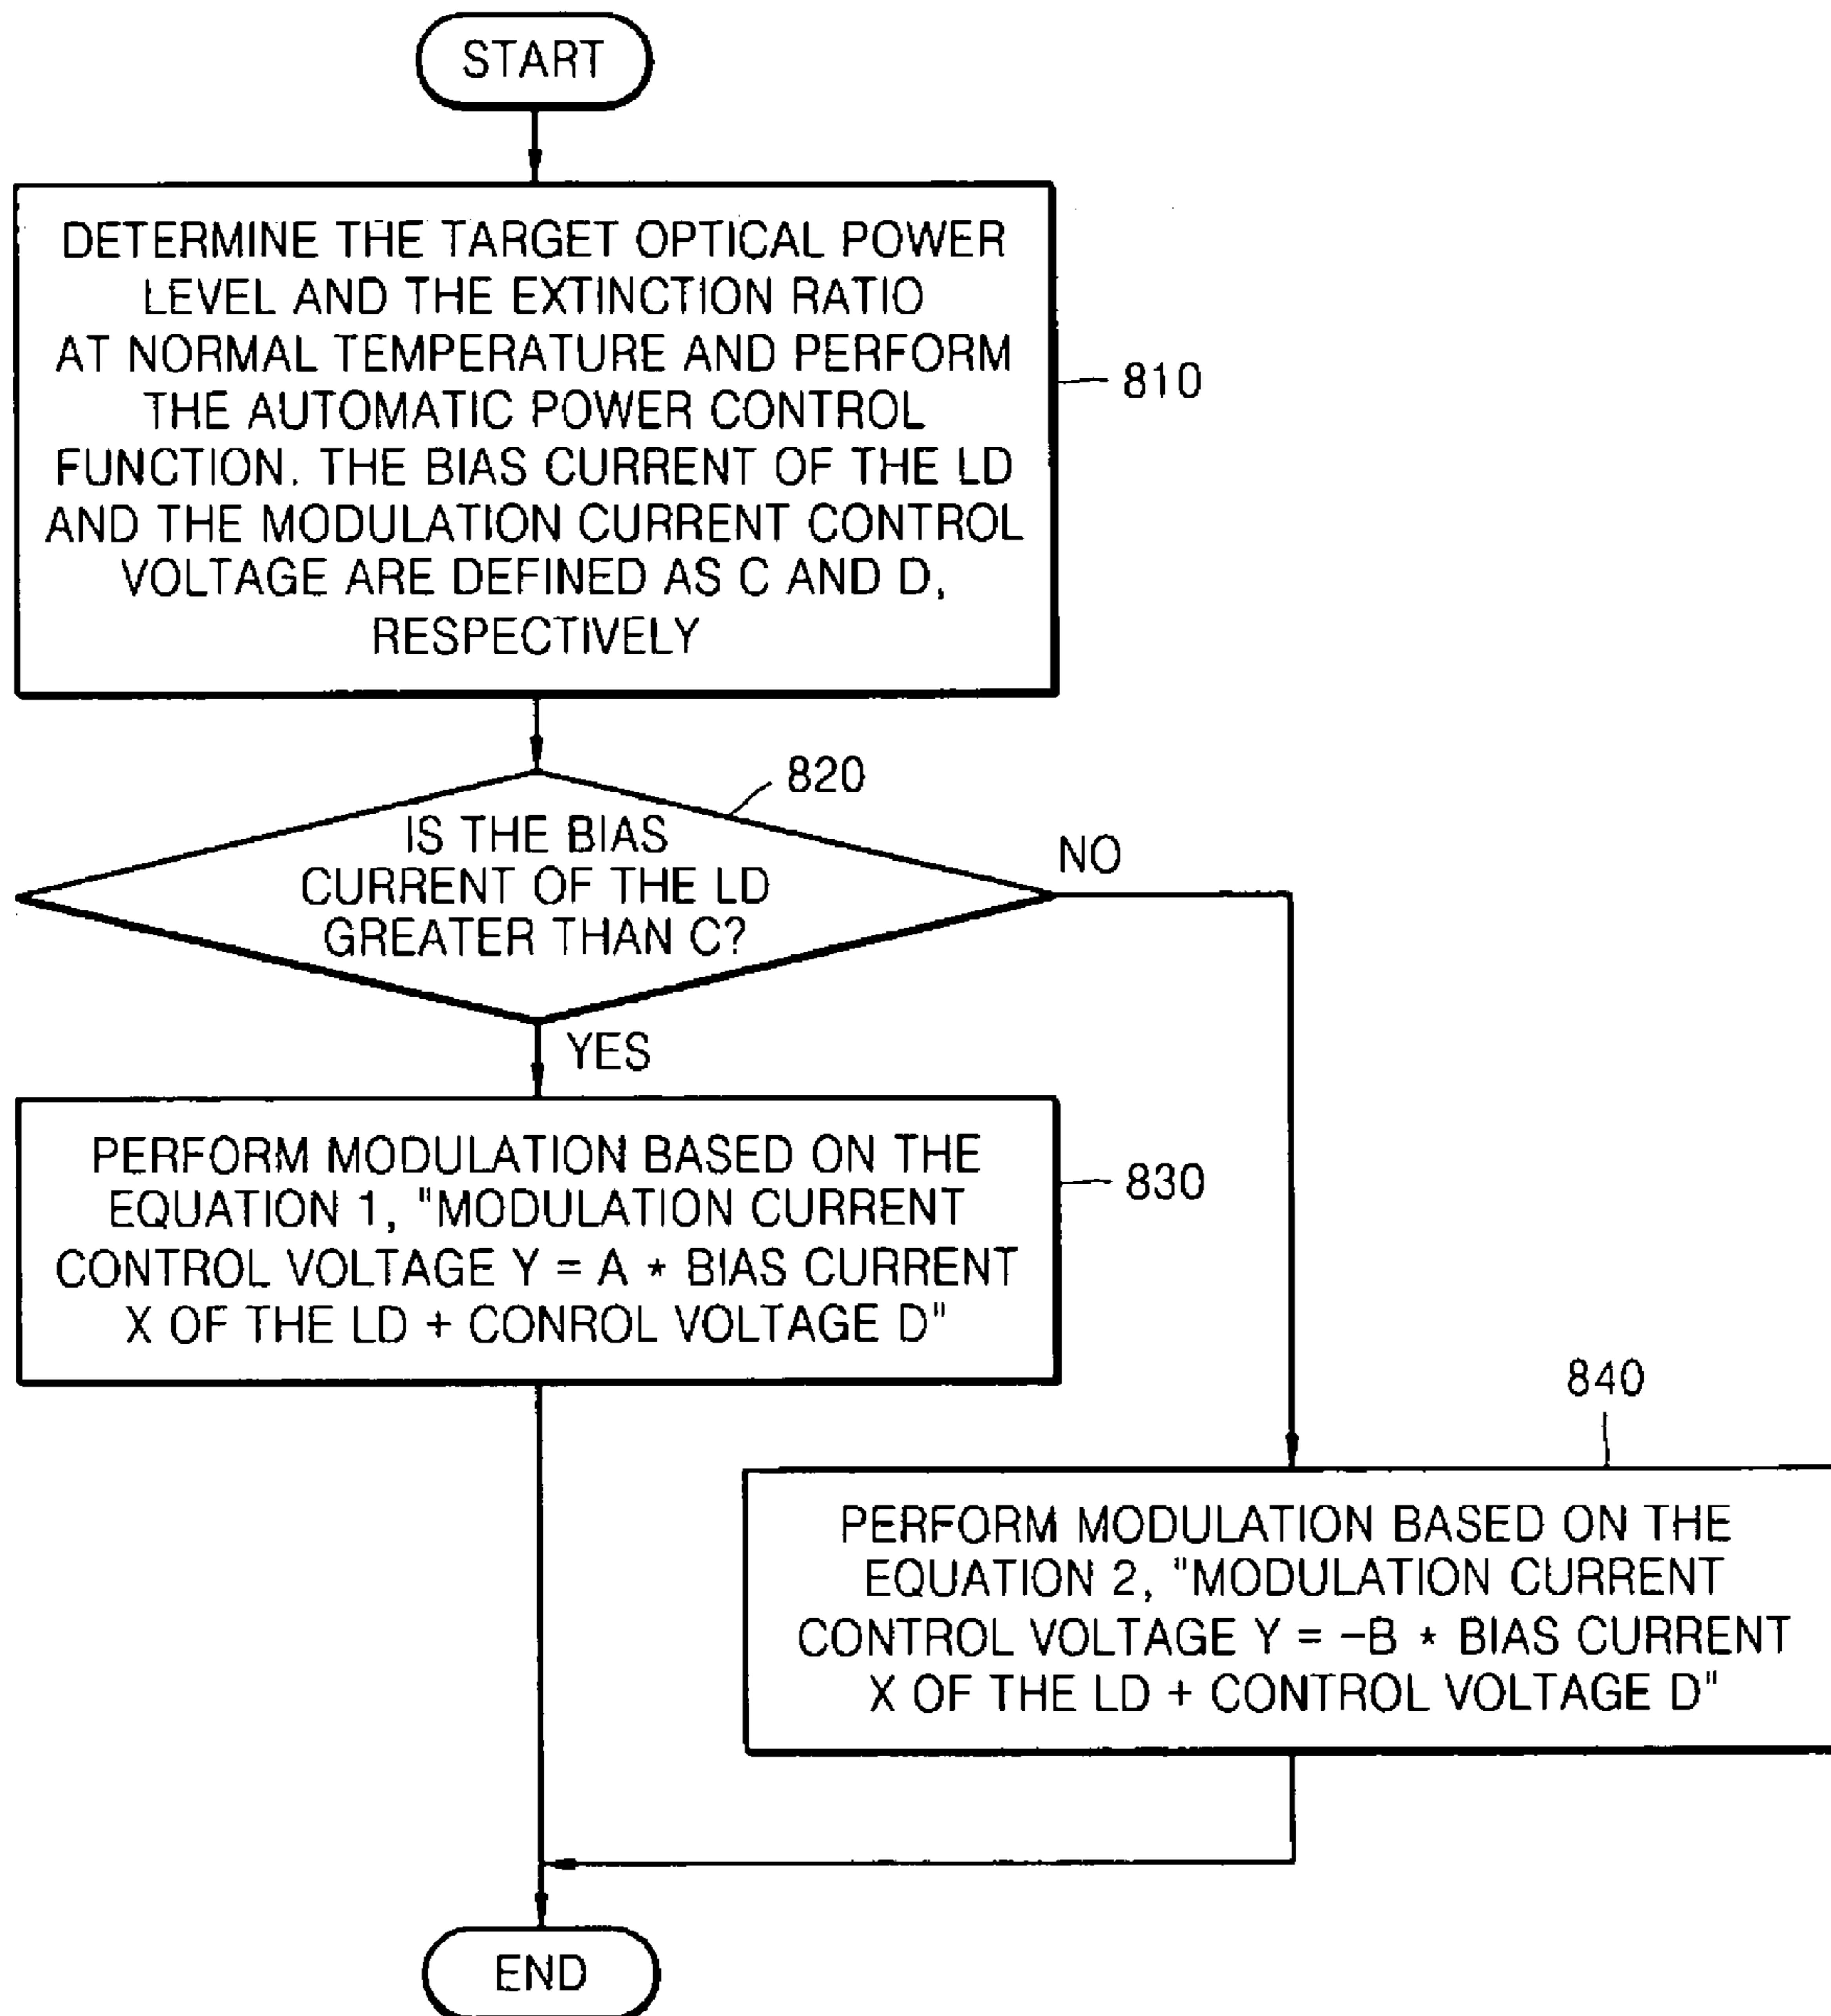 START
DETERMINE THE TARGET OPTICAL POWER
LEVEL AND THE EXTINCTION RATIO
AT NORMAL TEMPERATURE AND PERFORM
THE AUTOMATIC POWER CONTROL
FUNCTION. THE BIAS CURRENT OF THE LD
AND THE MODULATION CURRENT CONTROL
VOLTAGE ARE DEFINED AS C AND D,
RESPECTIVELY
810
820
IS THE BIAS
CURRENT OF THE LD
GREATER THAN C?
NO
YES
PERFORM MODULATION BASED ON THE
EQUATION 1, "MODULATION CURRENT
CONTROL VOLTAGE Y = A * BIAS CURRENT
X OF THE LD + CONROL VOLTAGE D"
830
840
PERFORM MODULATION BASED ON THE
EQUATION 2, "MODULATION CURRENT
CONTROL VOLTAGE Y = -B * BIAS CURRENT
X OF THE LD + CONTROL VOLTAGE D"
END